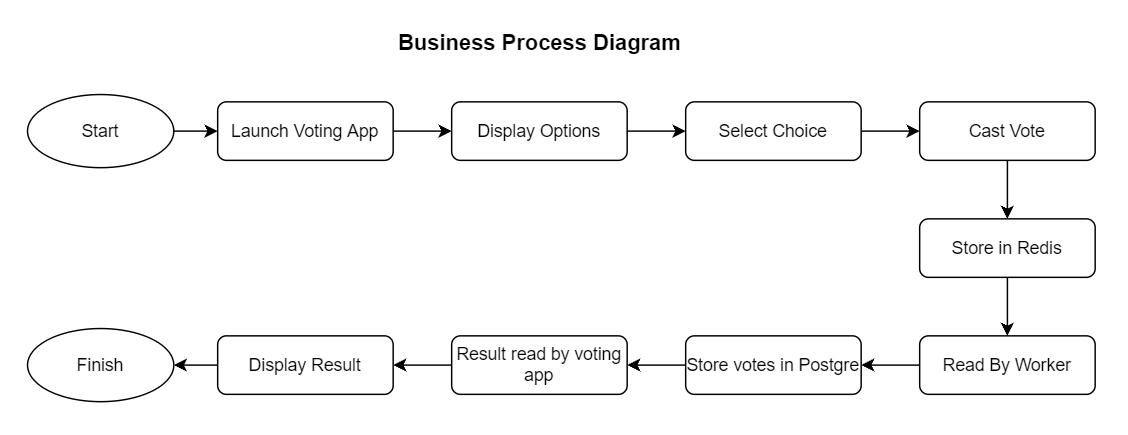 Business Process Diagram
Start
Launch Voting App
Display Options
Select Choice
Cast Vote
Store in Redis
Read By Worker
Store votes in Postgre
Result read by voting
app
Display Result
Finish